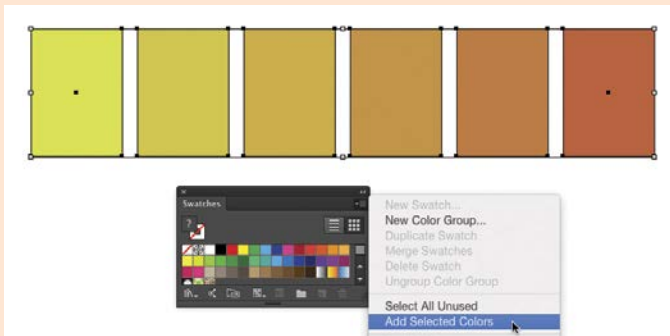 Swatches
?
New Swatch...
New Color Group...
Duplicate Swatch
Merge Swatches
Delete Swatch
Ungroup Color Group
Select All Unused
Add Selected Colors